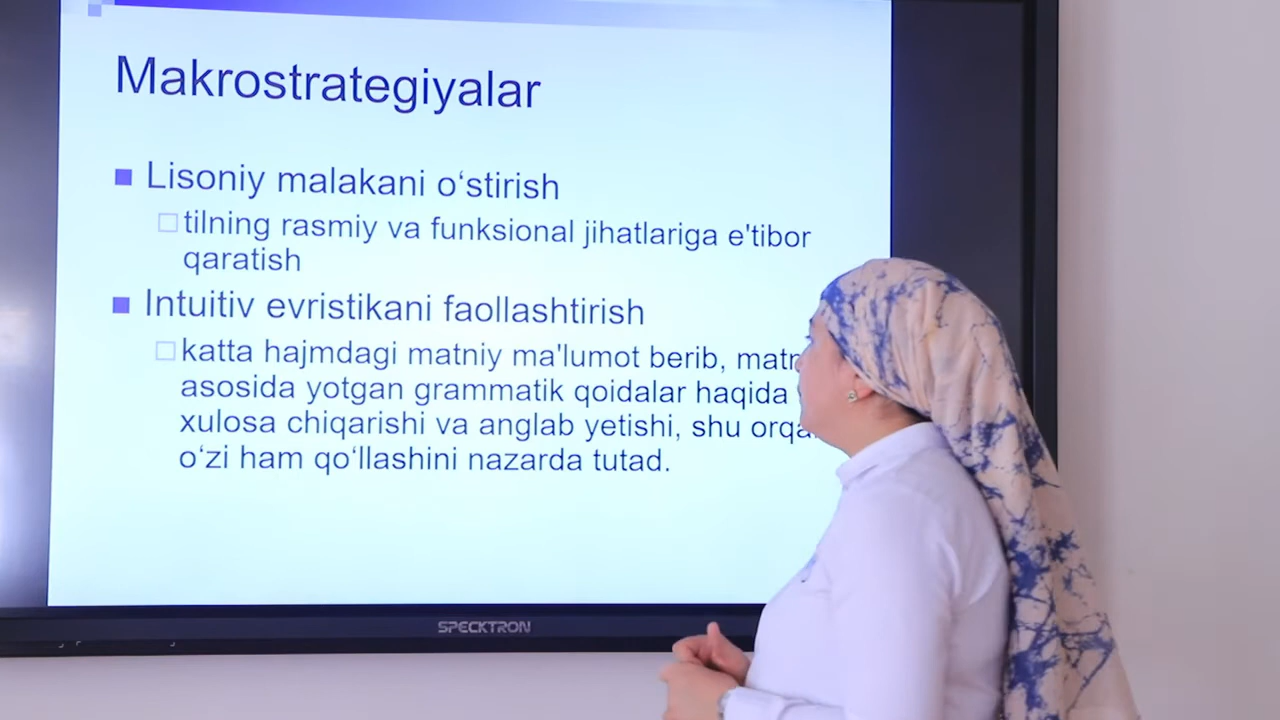 Makrostrategiyalar
Lisoniy malakani o‘stirish
tilning rasmiy va funksional jihatlariga e'tibor
qaratish
Intuitiv evristikani faollashtirish
katta hajmdagi matniy ma'lumot berib,
asosida yotgan grammatik qoidalar haqida
xulosa chiqarishi va anglab yetishi, shu
o‘zi ham qo‘llashini nazarda tutad.
SPECKTRON